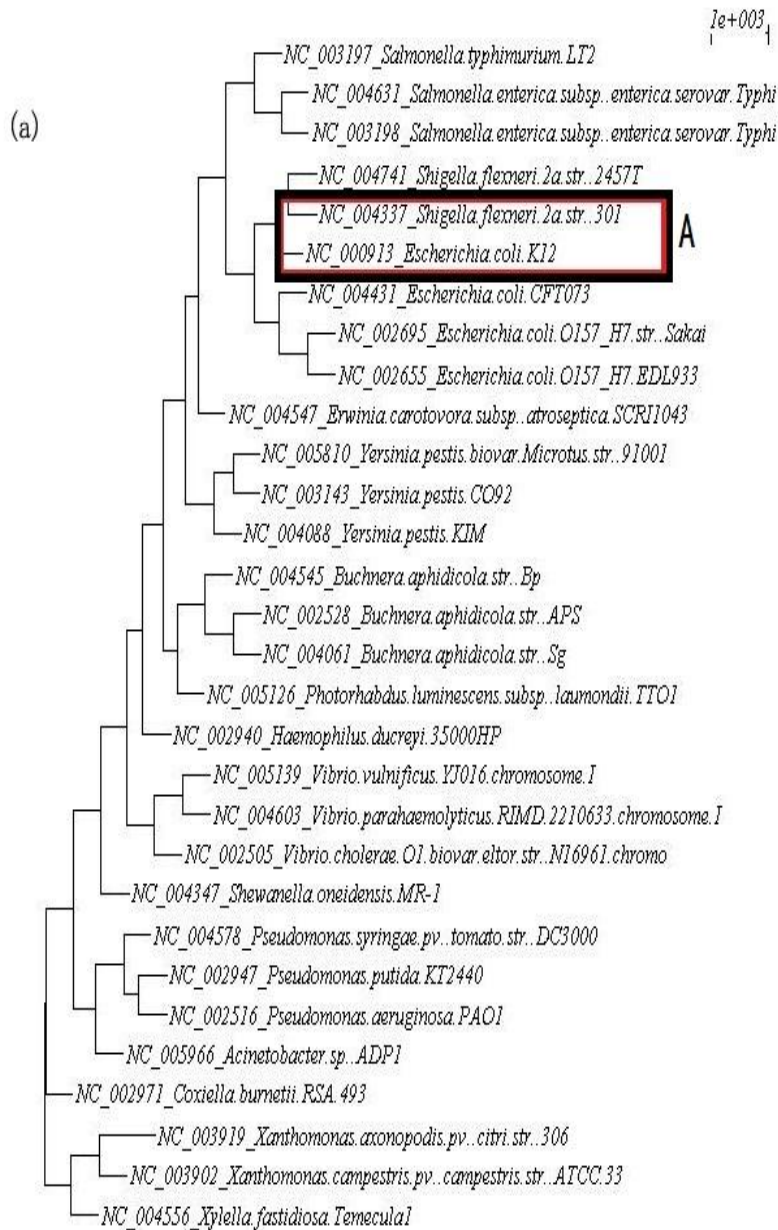 1e+003
(a)
NC_003197_Salmonella.typhimurium.LT2
NC_004631_Salmonella.enterica.subsp..enterica.serovar.Typhi
NC_003198_Salmonella.enterica.subsp..enterica.serovar.Typhi
NC_004741_Shigella.flexneri.2a.str..2457T
NC_004337_Shigella.flexneri.2a.str..301
A
NC_000913_Escherichia.coli.K12
NC_004431_Escherichia.coli.CFT073
NC_002695_Escherichia.coli.O157_H7.str..Sakai
NC_002655_Escherichia.coli.O157_H7.EDL933
NC_004547_Erwinia.carotovora.subsp..atroseptica.SCRI1043
NC_005810_Yersinia.pestis.biovar.Microtus.str..91001
NC_003143_Yersinia.pestis.CO92
NC_004088_Yersinia.pestis.KIM
NC_004545_Buchnera.aphidicola.str..Bp
NC_002528_Buchnera.aphidicola.str..APS
NC_004061_Buchnera.aphidicola.str..Sg
NC_005126_Photorhabdus.luminescens.subsp..laumondii.TTO1
NC_002940_Haemophilus.ducreyi.35000HP
NC_005139_Vibrio.vulnificus.YJ016.chromosome.I
NC_004603_Vibrio.parahaemolyticus.RIMD.2210633.chromosome.I
NC_002505_Vibrio.cholerae.O1.biovar.eltor.str..N16961.chromo
NC_004347_Shewanella.oneidensis.MR-1
NC_004578_Pseudomonas.syringae.pv..tomato.str..DC3000
NC_002947_Pseudomonas.putida.KT2440
NC_002516_Pseudomonas.aeruginosa.PAO1
NC_005966_Acinetobacter.sp..ADP1
NC_002971_Coxiella.burnetii.RSA.493
NC_003919_Xanthomonas.axonopodis.pv..citri.str..306
NC_003902_Xanthomonas.campestris.pv..campestris.str..ATCC.33
NC_004556_Xylella.fastidiosa.Temecula1